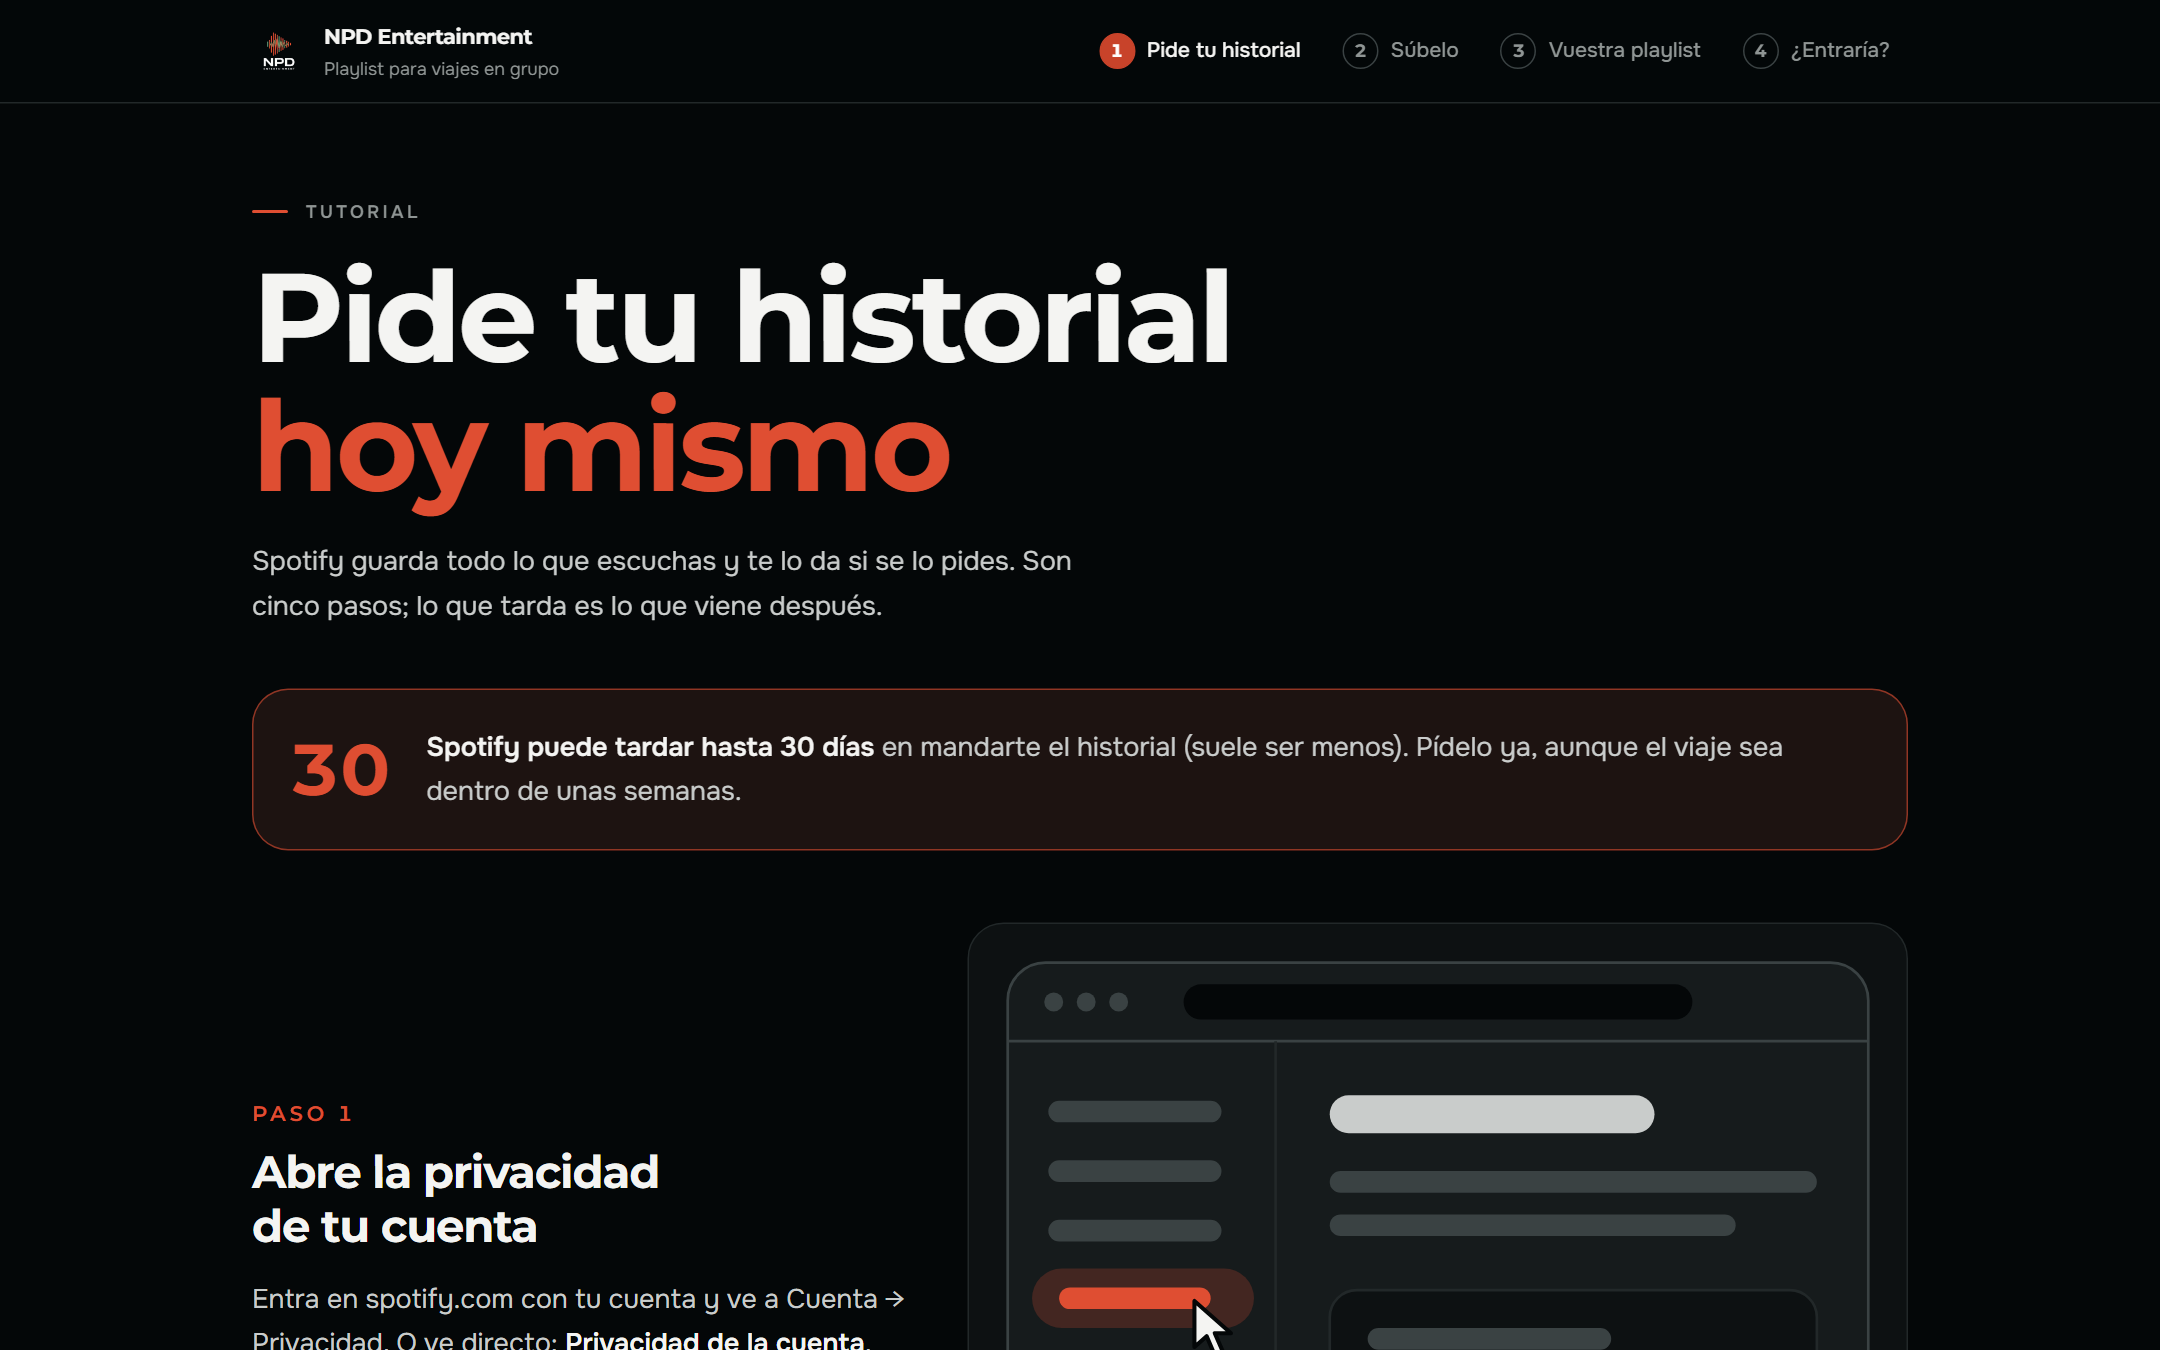 NPD
NPD Entertainment
Playlist para viajes en grupo
1 Pide tu historial
2 Súbelo
3 Vuestra playlist
4 ¿Entraría?
TUTORIAL
Pide tu historial
hoy mismo
Spotify guarda todo lo que escuchas y te lo da si se lo pides. Son
cinco pasos; lo que tarda es lo que viene después.
30
Spotify puede tardar hasta 30 días en mandarte el historial (suele ser menos). Pídelo ya, aunque el viaje sea
dentro de unas semanas.
PASO 1
Abre la privacidad
de tu cuenta
Entra en spotify.com con tu cuenta y ve a Cuenta →
Privacidad. O ve directo: Privacidad de la cuenta.